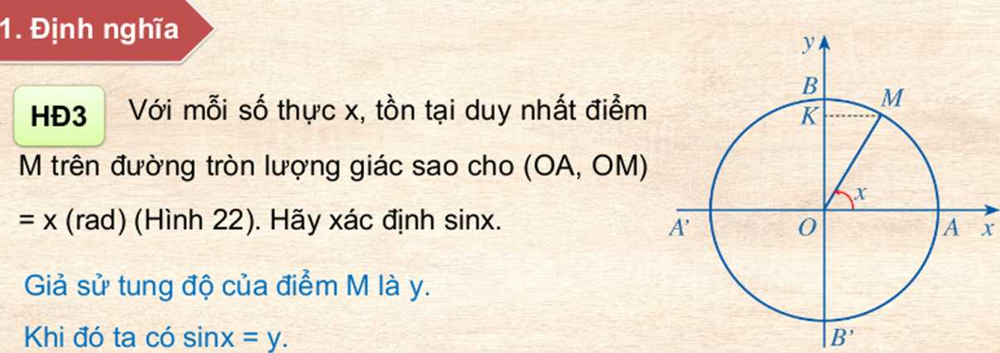 1. Định nghĩa
HĐ3 Với mỗi số thực x, tồn tại duy nhất điểm
M trên đường tròn lượng giác sao cho (OA, OM)
= x (rad) (Hình 22). Hãy xác định sinx.
Giả sử tung độ của điểm M là y.
Khi đó ta có sinx = y.
y
B
M
K
x
A'
O
A
x
B'